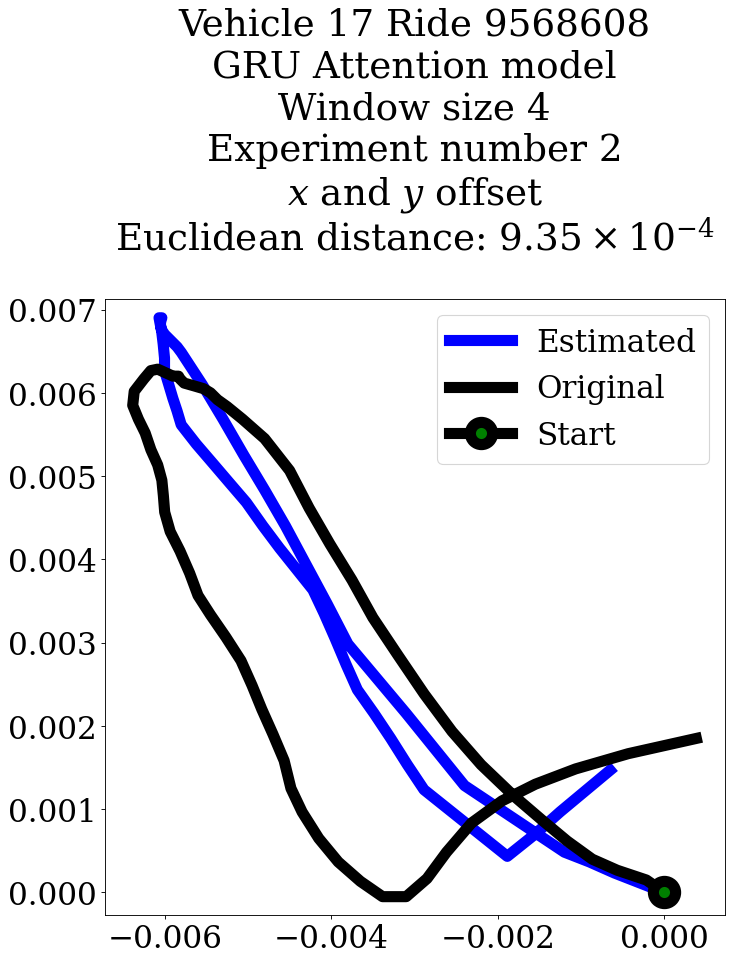 Vehicle 17 Ride 9568608
GRU Attention model
Window size 4
Experiment number 2
x and y offset
Euclidean distance: 9.35 × 10⁻⁴
0.007
0.006
0.005
0.004
0.003
0.002
0.001
0.000
Estimated
Original
Start
−0.006 −0.004 −0.002 0.000